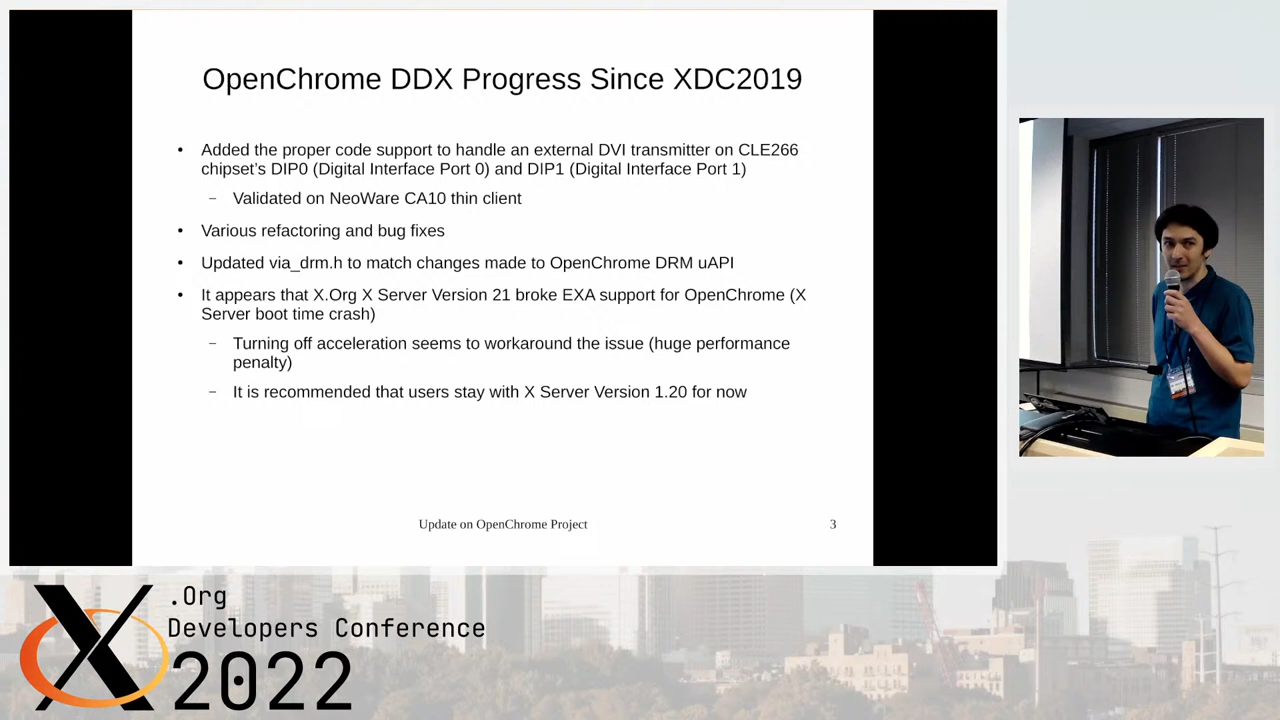 OpenChrome DDX Progress Since XDC2019
• Added the proper code support to handle an external DVI transmitter on CLE266
chipset’s DIP0 (Digital Interface Port 0) and DIP1 (Digital Interface Port 1)
– Validated on NeoWare CA10 thin client
• Various refactoring and bug fixes
• Updated via_drm.h to match changes made to OpenChrome DRM uAPI
• It appears that X.Org X Server Version 21 broke EXA support for OpenChrome (X
Server boot time crash)
– Turning off acceleration seems to workaround the issue (huge performance
penalty)
– It is recommended that users stay with X Server Version 1.20 for now
Update on OpenChrome Project
3
X.Org
Developers Conference
2022